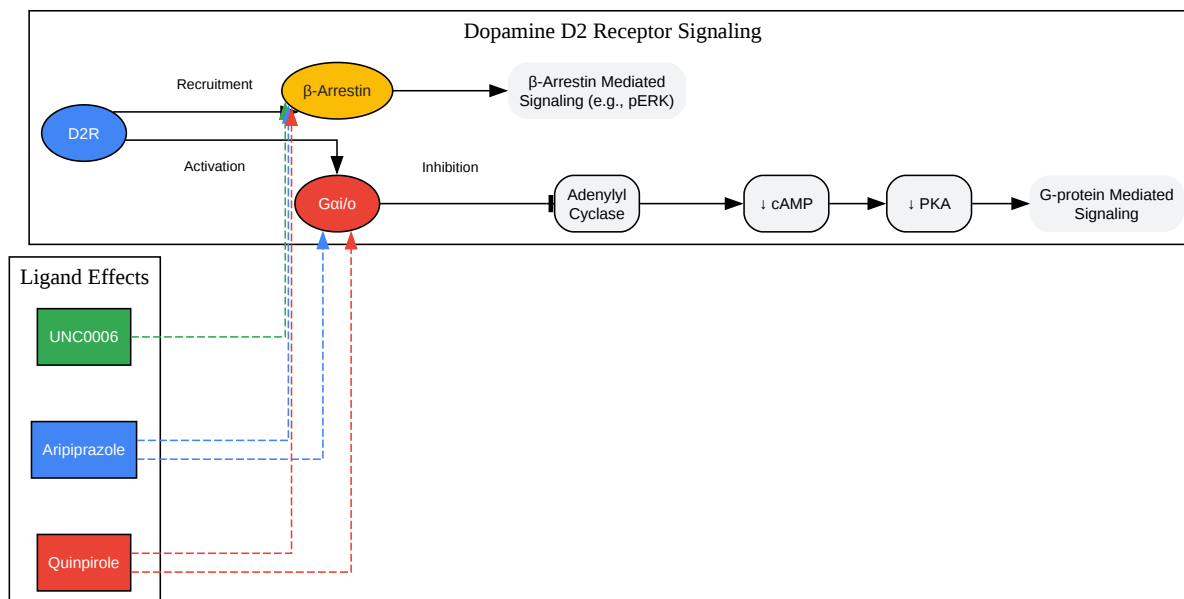 Dopamine D2 Receptor Signaling
Recruitment
β-Arrestin
β-Arrestin Mediated
Signaling (e.g., pERK)
D2R
Activation
Inhibition
Gαi/o
Adenylyl
Cyclase
↓ cAMP
↓ PKA
G-protein Mediated
Signaling
Ligand Effects
UNC0006
Aripiprazole
Quinpirole